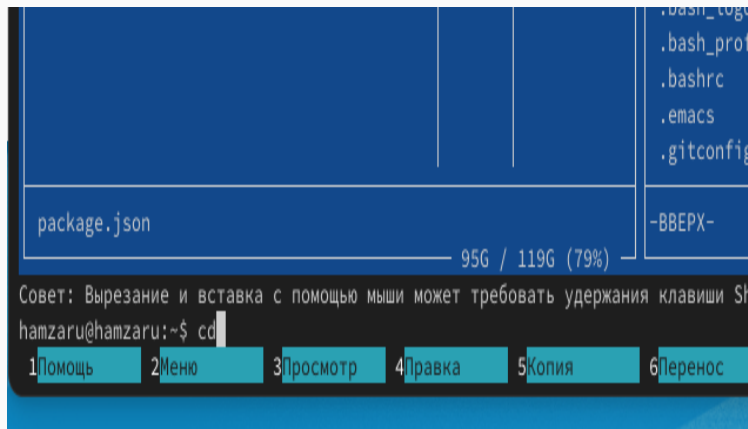 .bash_prof
.bashrc
.emacs
.gitconfig
package.json
-ВВЕРХ-
95G / 119G (79%)
Совет: Вырезание и вставка с помощью мыши может требовать удержания клавиши Sh
hamzaru@hamzaru:~$ cd
1Помощь 2Меню 3Просмотр 4Правка 5Копия 6Перенос